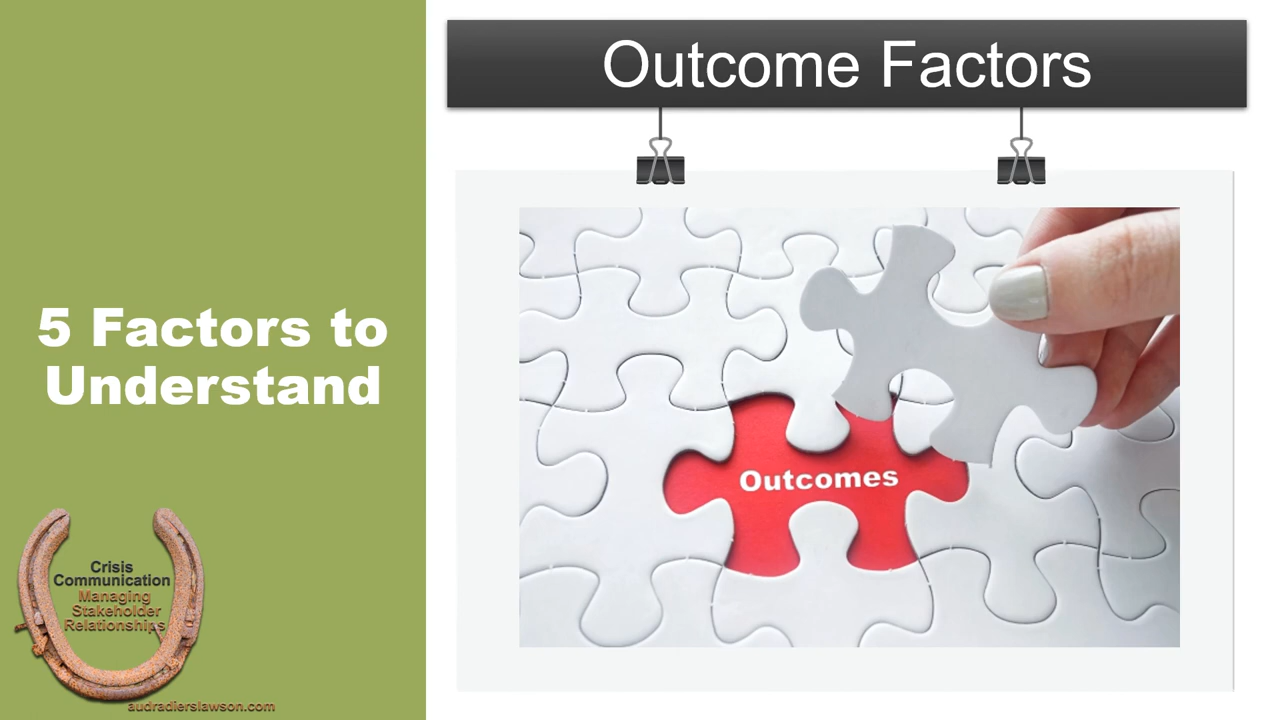 Outcome Factors
5 Factors to
Understand
Outcomes
Crisis
Communication
Managing
Stakeholder
Relationships
audradierslawson.com